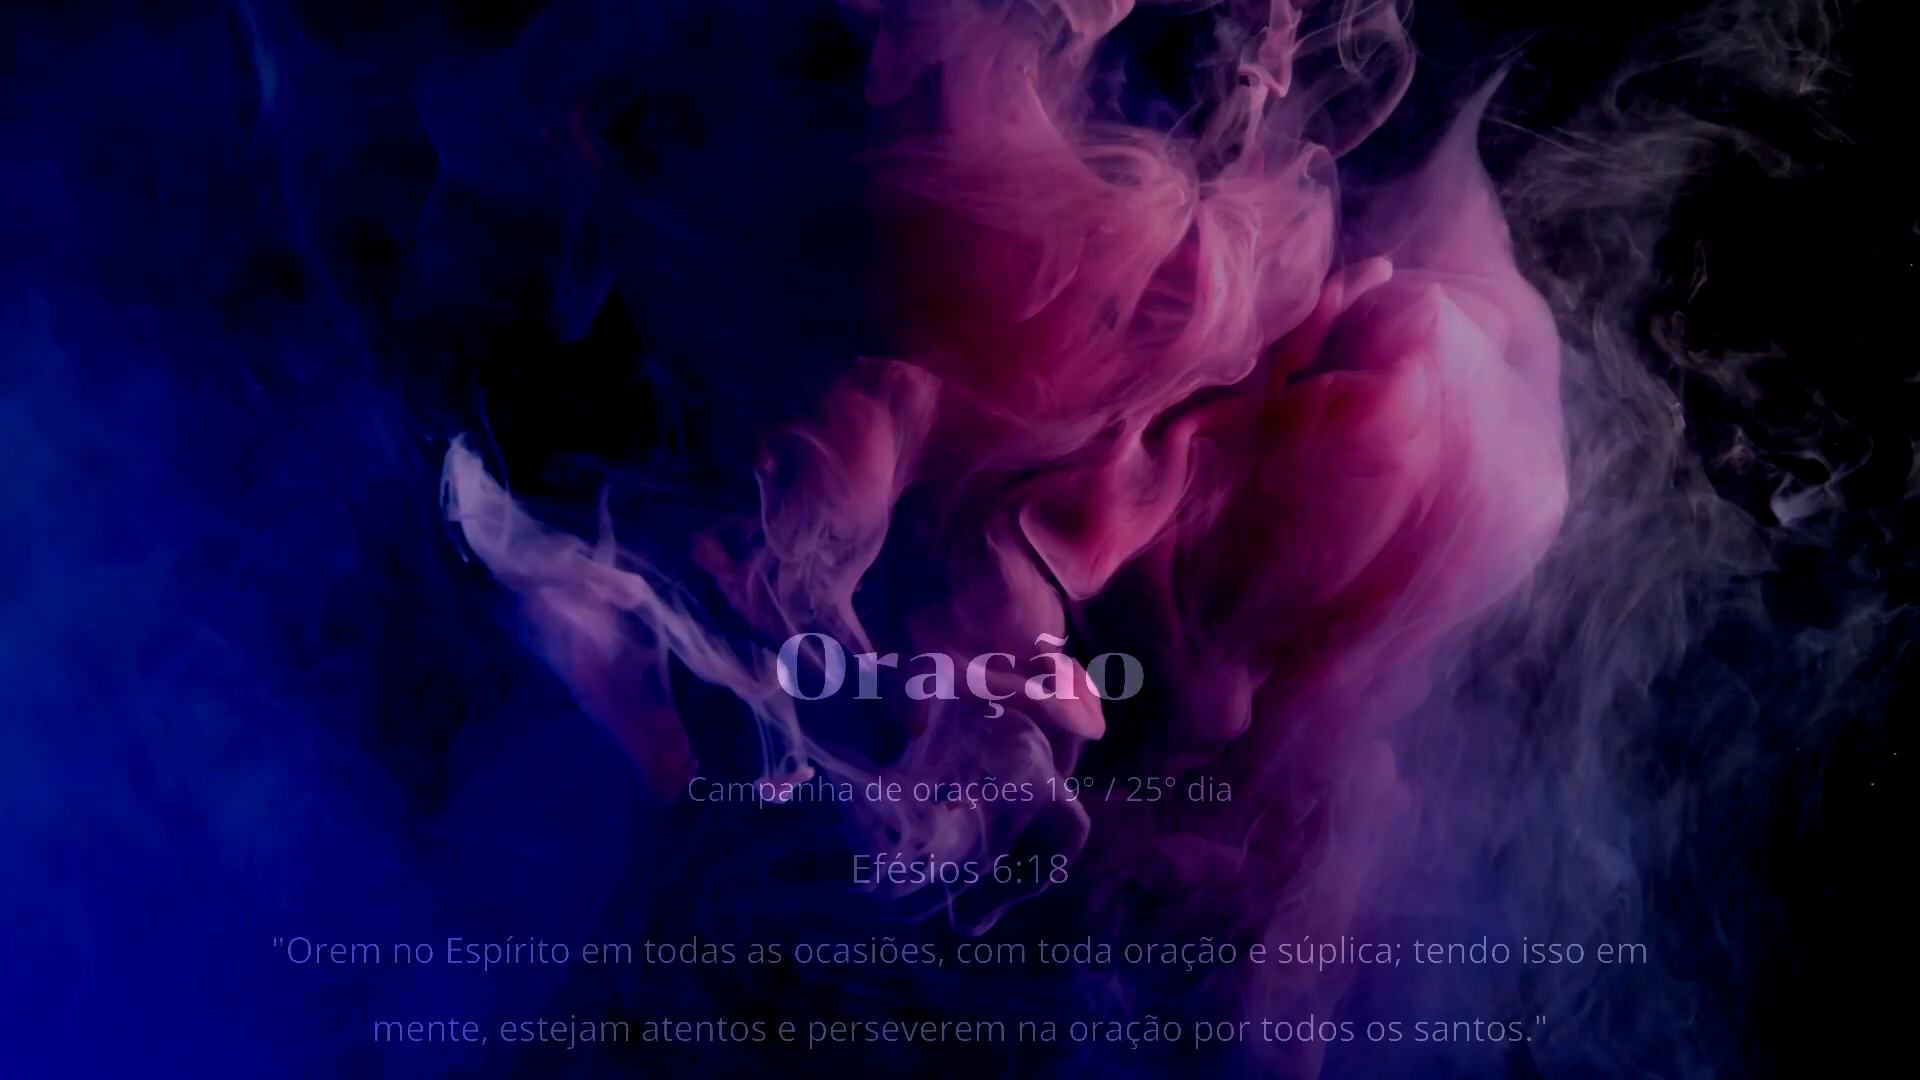 Oração
Campanha de orações 19° / 25° dia
Efésios 6:18
"Orem no Espírito em todas as ocasiões, com toda oração e súplica; tendo isso em
mente, estejam atentos e perseverem na oração por todos os santos."